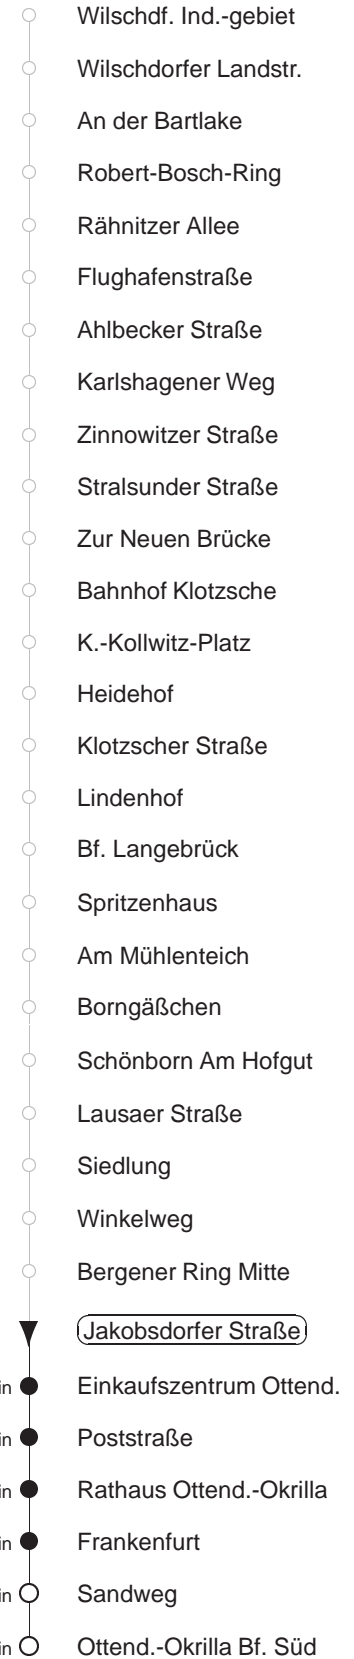 Wilschdf. Ind.-gebiet
Wilschdorfer Landstr.
An der Bartlake
Robert-Bosch-Ring
Rähnitzer Allee
Flughafenstraße
Ahlbecker Straße
Karlshagener Weg
Zinnowitzer Straße
Stralsunder Straße
Zur Neuen Brücke
Bahnhof Klotzsche
K.-Kollwitz-Platz
Heidehof
Klotzscher Straße
Lindenhof
Bf. Langebrück
Spritzenhaus
Am Mühlenteich
Borngäßchen
Schönborn Am Hofgut
Lausaer Straße
Siedlung
Winkelweg
Bergener Ring Mitte
Jakobsdorfer Straße
Einkaufszentrum Ottend.
Poststraße
Rathaus Ottend.-Okrilla
Frankenfurt
Sandweg
Ottend.-Okrilla Bf. Süd